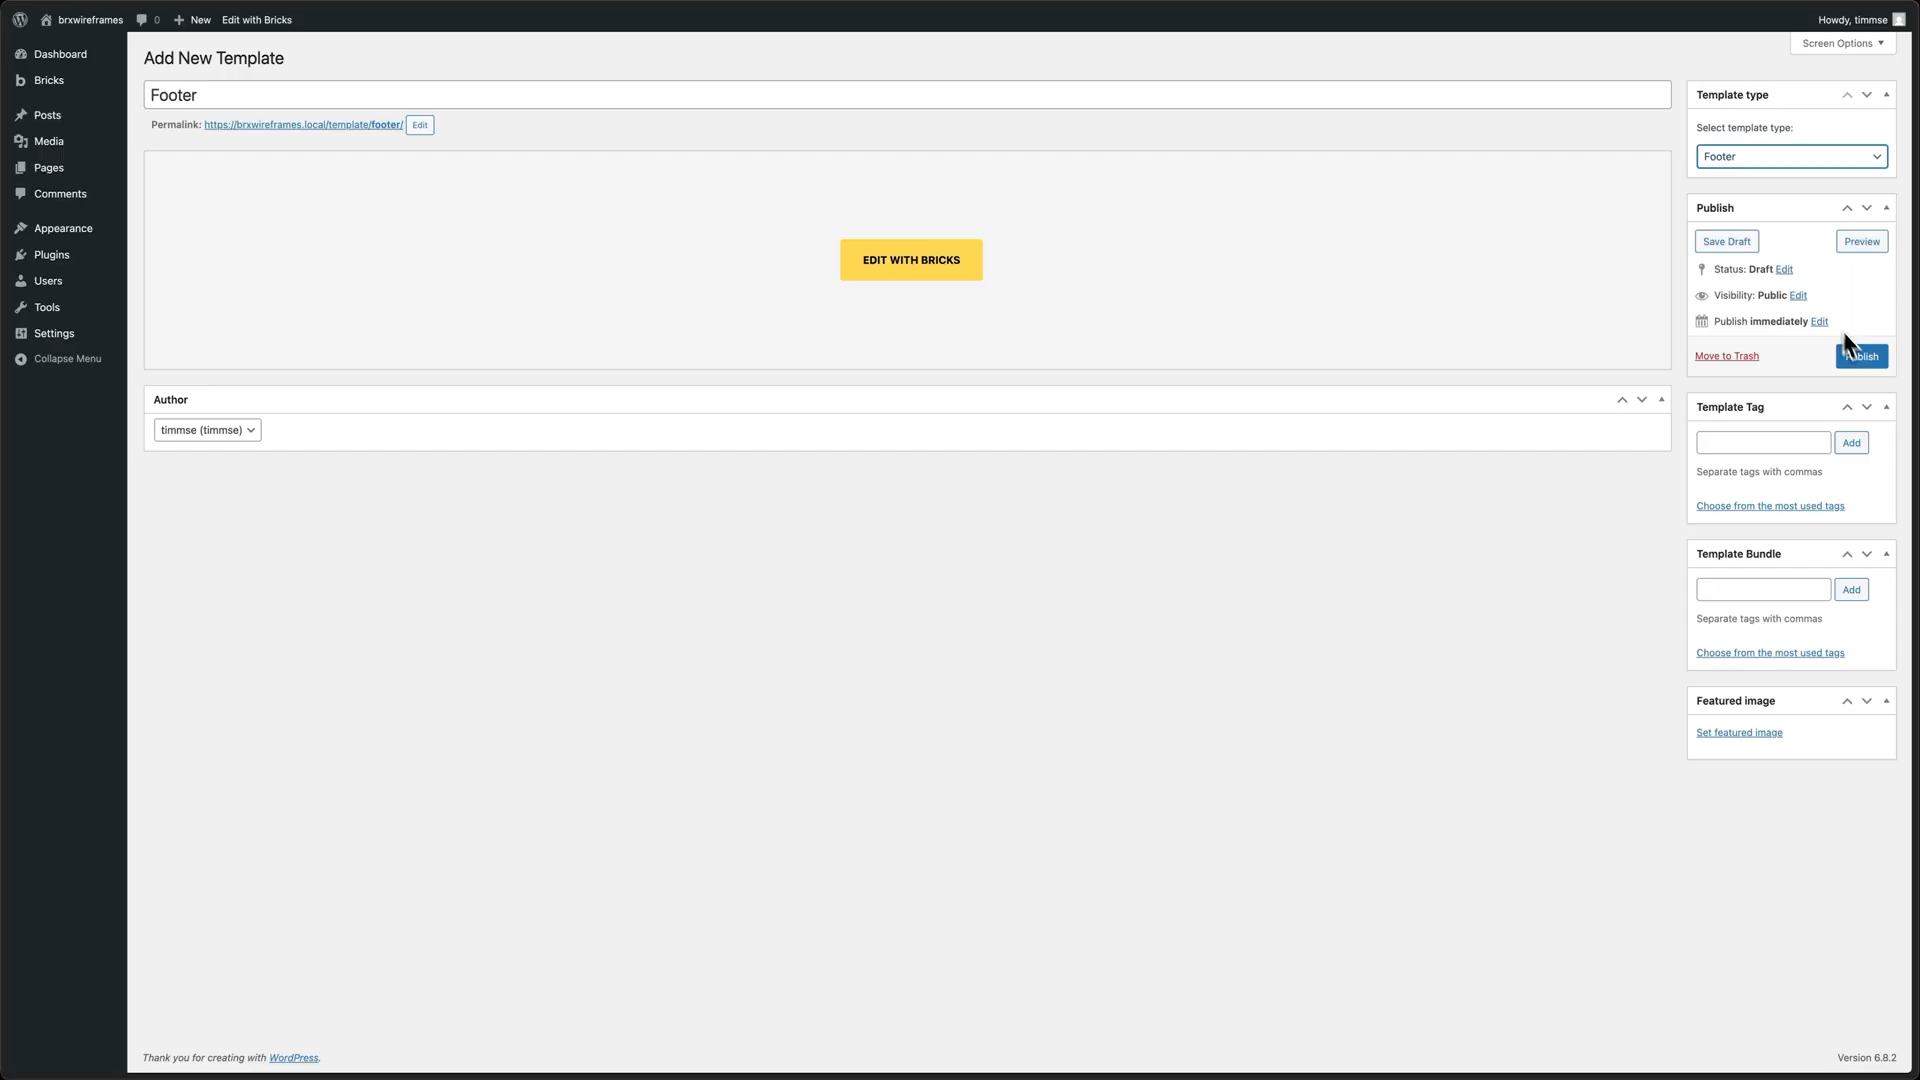 brxwireframes
0
New
Edit with Bricks
Howdy, timmse
Screen Options
Dashboard
Bricks
Posts
Media
Pages
Comments
Appearance
Plugins
Users
Tools
Settings
Collapse Menu
Add New Template
Footer
Permalink: https://brxwireframes.local/template/footer/ Edit
EDIT WITH BRICKS
Author
timmse (timmse)
Template type
Select template type:
Footer
Publish
Save Draft
Preview
Status: Draft Edit
Visibility: Public Edit
Publish immediately Edit
Move to Trash
Publish
Template Tag
Add
Separate tags with commas
Choose from the most used tags
Template Bundle
Add
Separate tags with commas
Choose from the most used tags
Featured image
Set featured image
Thank you for creating with WordPress.
Version 6.8.2